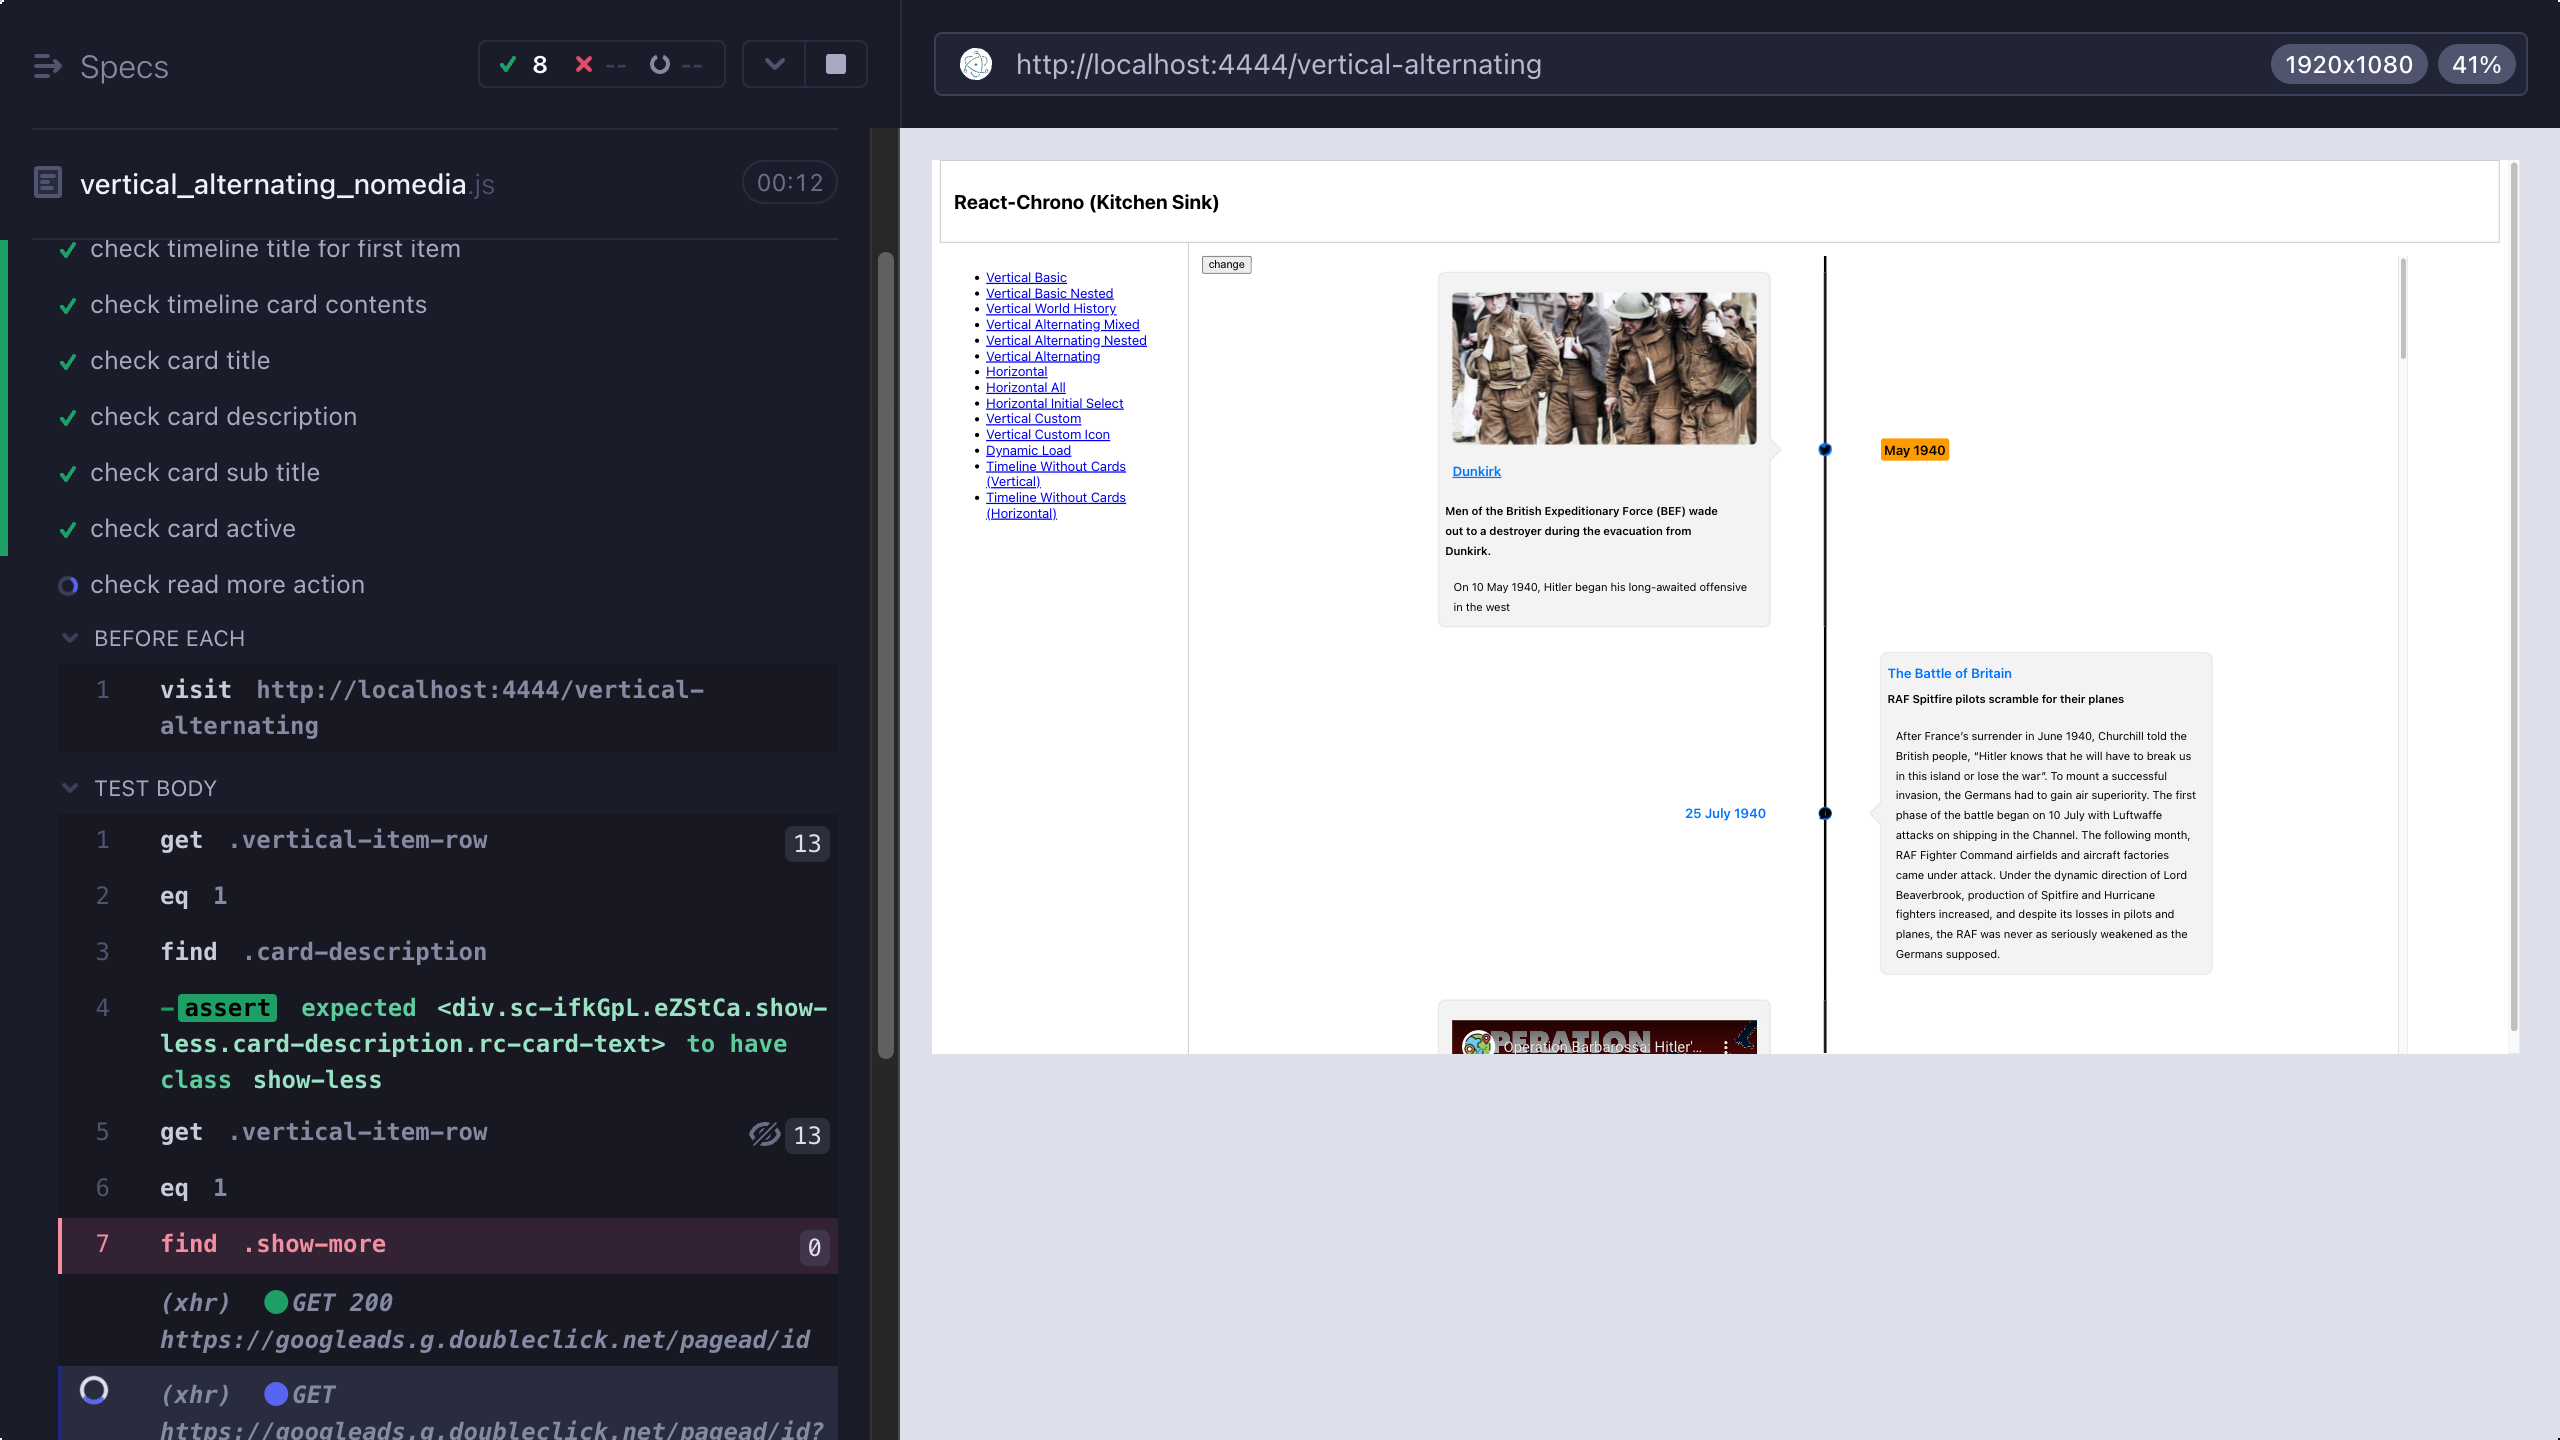 Specs
8 -- --
vertical_alternating_nomedia.js 00:12
check timeline title for first item
check timeline card contents
check card title
check card description
check card sub title
check card active
check read more action
BEFORE EACH
1 visit http://localhost:4444/vertical-
alternating
TEST BODY
1 get .vertical-item-row 13
2 eq 1
3 find .card-description
4 -assert expected <div.sc-ifkGpL.eZStCa.show-
less.card-description.rc-card-text> to have
class show-less
5 get .vertical-item-row 13
6 eq 1
7 find .show-more 0
(xhr) GET 200
https://googleads.g.doubleclick.net/pagead/id
(xhr) GET
https://googleads.g.doubleclick.net/pagead/id?
http://localhost:4444/vertical-alternating 1920x1080 41%
React-Chrono (Kitchen Sink)
Vertical Basic
Vertical Basic Nested
Vertical World History
Vertical Alternating Mixed
Vertical Alternating Nested
Vertical Alternating
Horizontal
Horizontal All
Horizontal Initial Select
Vertical Custom
Vertical Custom Icon
Dynamic Load
Timeline Without Cards
(Vertical)
Timeline Without Cards
(Horizontal)
change
Dunkirk
Men of the British Expeditionary Force (BEF) wade
out to a destroyer during the evacuation from
Dunkirk.
On 10 May 1940, Hitler began his long-awaited offensive
in the west
May 1940
25 July 1940
The Battle of Britain
RAF Spitfire pilots scramble for their planes
After France’s surrender in June 1940, Churchill told the
British people, “Hitler knows that he will have to break us
in this island or lose the war”. To mount a successful
invasion, the Germans had to gain air superiority. The first
phase of the battle began on 10 July with Luftwaffe
attacks on shipping in the Channel. The following month,
RAF Fighter Command airfields and aircraft factories
came under attack. Under the dynamic direction of Lord
Beaverbrook, production of Spitfire and Hurricane
fighters increased, and despite its losses in pilots and
planes, the RAF was never as seriously weakened as the
Germans supposed.
PERATION
Operation Barbarossa: Hitler'...